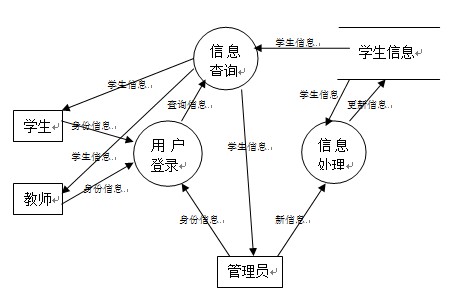 学生信息
信息
查询
学生信息
学生信息
学生信息
更新信息
查询信息
学生
身份信息
用户
登录
学生信息
学生信息
信息
处理
教师
身份信息
身份信息
新信息
管理员